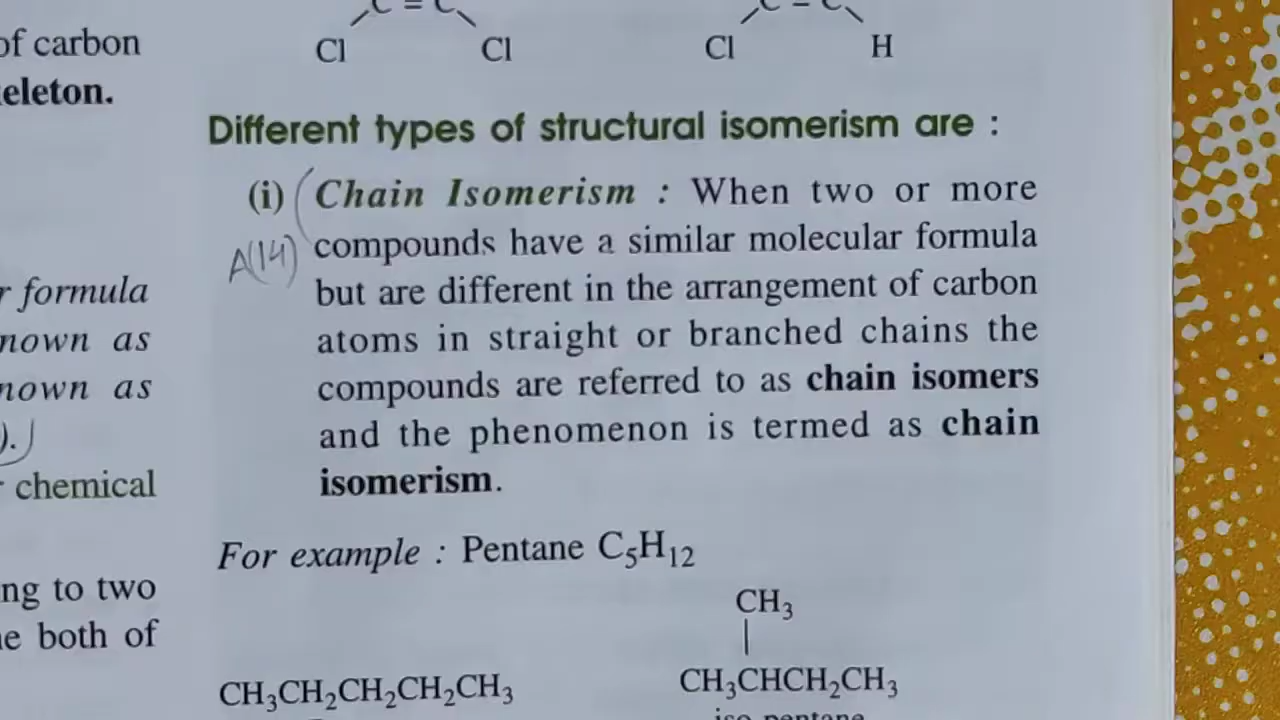 of carbon
eleton.
r formula
nown as
nown as
).
chemical
ng to two
e both of
C = C
Cl Cl
C = C
Cl H
Different types of structural isomerism are :
(i) Chain Isomerism : When two or more
A(14) compounds have a similar molecular formula
but are different in the arrangement of carbon
atoms in straight or branched chains the
compounds are referred to as chain isomers
and the phenomenon is termed as chain
isomerism.
For example : Pentane C₅H₁₂
CH₃
|
CH₃CH₂CH₂CH₂CH₃ CH₃CHCH₂CH₃
iso pentane